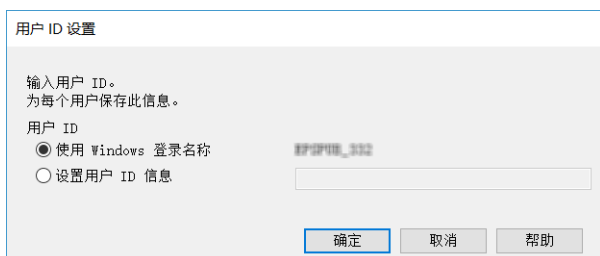 用户 ID 设置
输入用户 ID。
为每个用户保存此信息。
用户 ID
使用 Windows 登录名称
设置用户 ID 信息
确定 取消 帮助